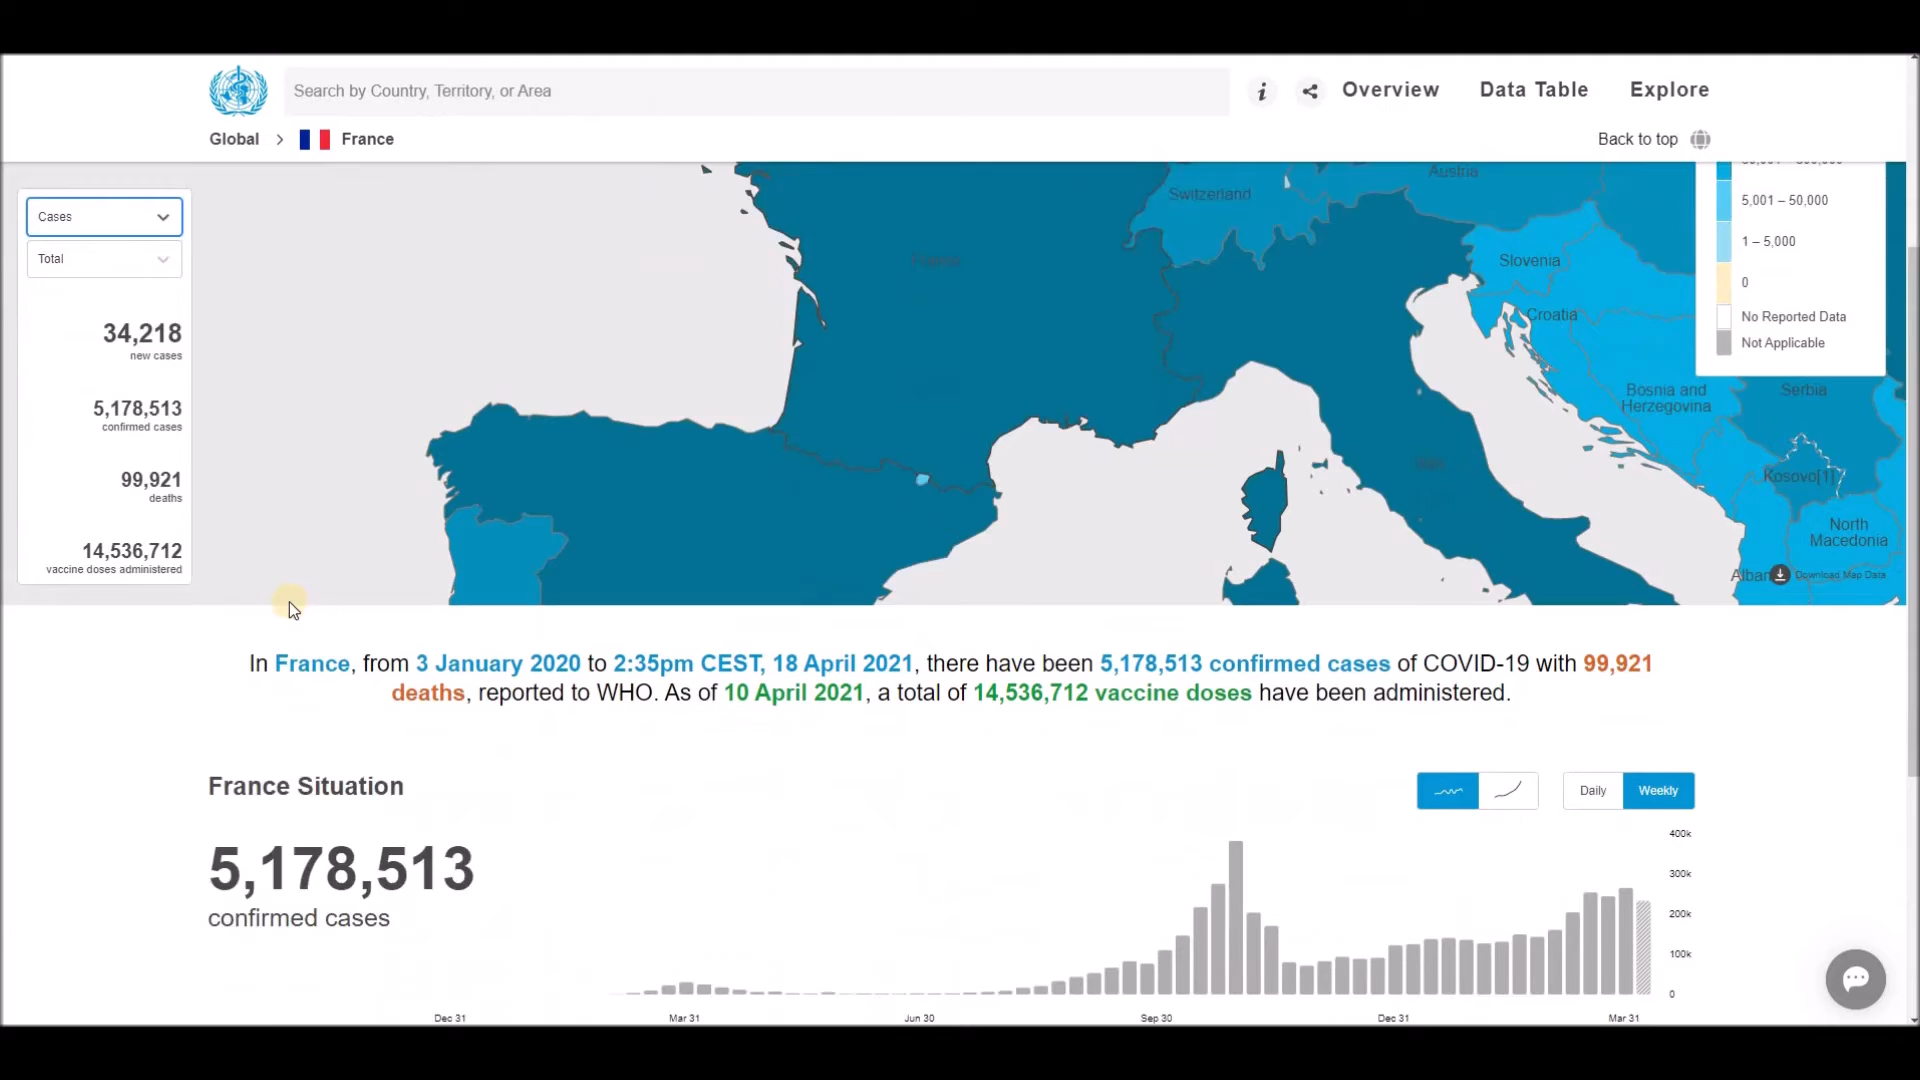 Search by Country, Territory, or Area
Overview
Data Table
Explore
Global > France
Back to top
Cases
Total
34,218
new cases
5,178,513
confirmed cases
99,921
deaths
14,536,712
vaccine doses administered
France
Switzerland
Austria
Slovenia
Croatia
Bosnia and
Herzegovina
Serbia
Kosovo[1]
North
Macedonia
Italy
5,001 – 50,000
1 – 5,000
0
No Reported Data
Not Applicable
Download Map Data
In France, from 3 January 2020 to 2:35pm CEST, 18 April 2021, there have been 5,178,513 confirmed cases of COVID-19 with 99,921
deaths, reported to WHO. As of 10 April 2021, a total of 14,536,712 vaccine doses have been administered.
France Situation
Daily
Weekly
5,178,513
confirmed cases
400k
300k
200k
100k
0
Dec 31
Mar 31
Jun 30
Sep 30
Dec 31
Mar 31